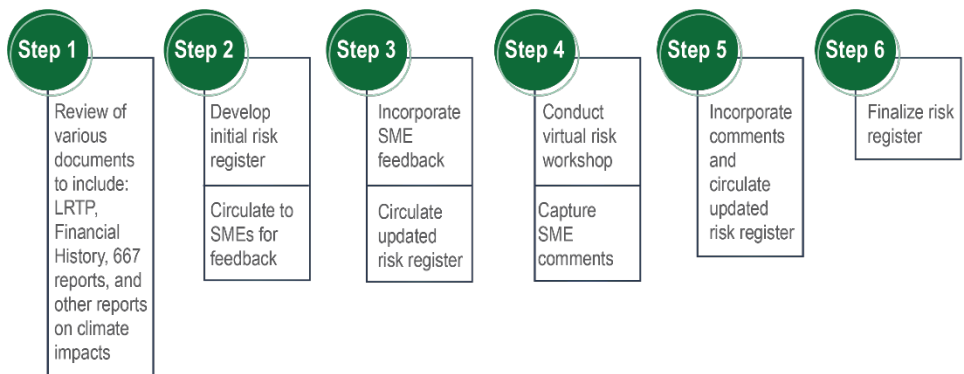 Step 1
Review of
various
documents
to include:
LRTP,
Financial
History, 667
reports, and
other reports
on climate
impacts
Step 2
Develop
initial risk
register
Circulate to
SMEs for
feedback
Step 3
Incorporate
SME
feedback
Circulate
updated
risk register
Step 4
Conduct
virtual risk
workshop
Capture
SME
comments
Step 5
Incorporate
comments
and
circulate
updated
risk register
Step 6
Finalize risk
register